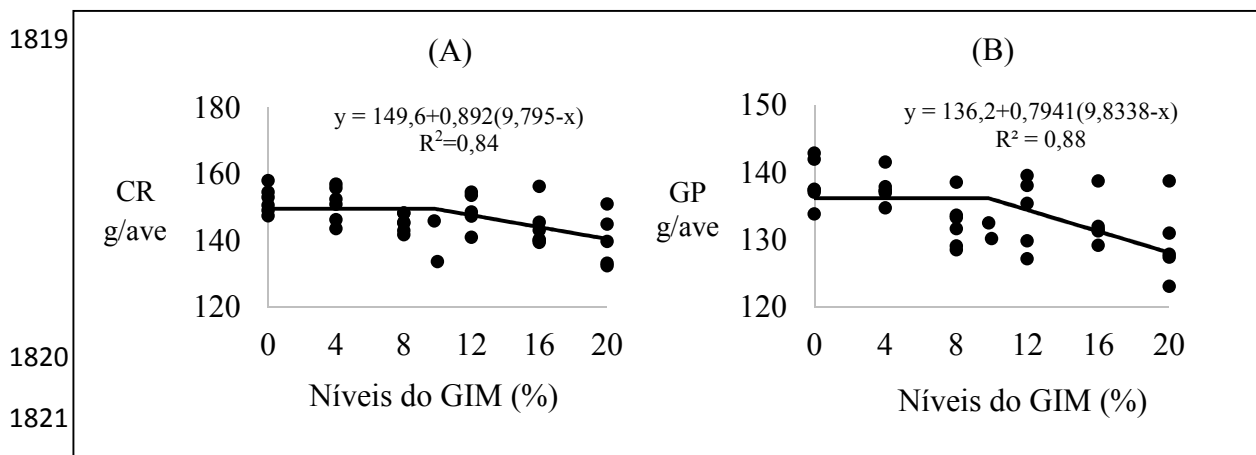 1819
(A)
180
y = 149,6+0,892(9,795-x)
R²=0,84
160
CR
g/ave
140
120
0 4 8 12 16 20
Níveis do GIM (%)
(B)
150
y = 136,2+0,7941(9,8338-x)
R² = 0,88
140
GP
g/ave
130
120
0 4 8 12 16 20
Níveis do GIM (%)
1820
1821